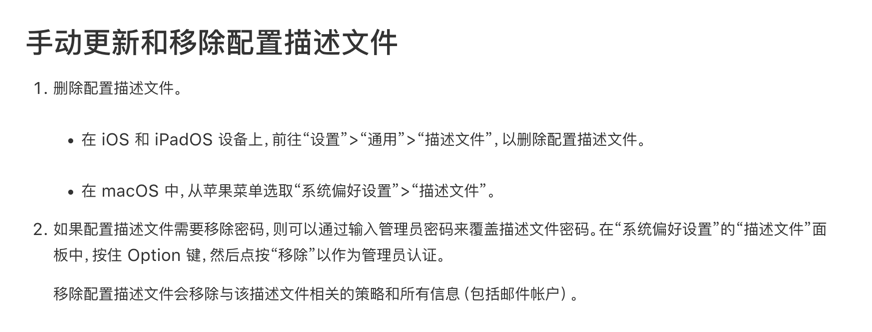 手动更新和移除配置描述文件
1. 删除配置描述文件。
• 在 iOS 和 iPadOS 设备上，前往“设置”>“通用”>“描述文件”，以删除配置描述文件。
• 在 macOS 中，从苹果菜单选取“系统偏好设置”>“描述文件”。
2. 如果配置描述文件需要移除密码，则可以通过输入管理员密码来覆盖描述文件密码。在“系统偏好设置”的“描述文件”面
板中，按住 Option 键，然后点按“移除”以作为管理员认证。
移除配置描述文件会移除与该描述文件相关的策略和所有信息（包括邮件帐户）。